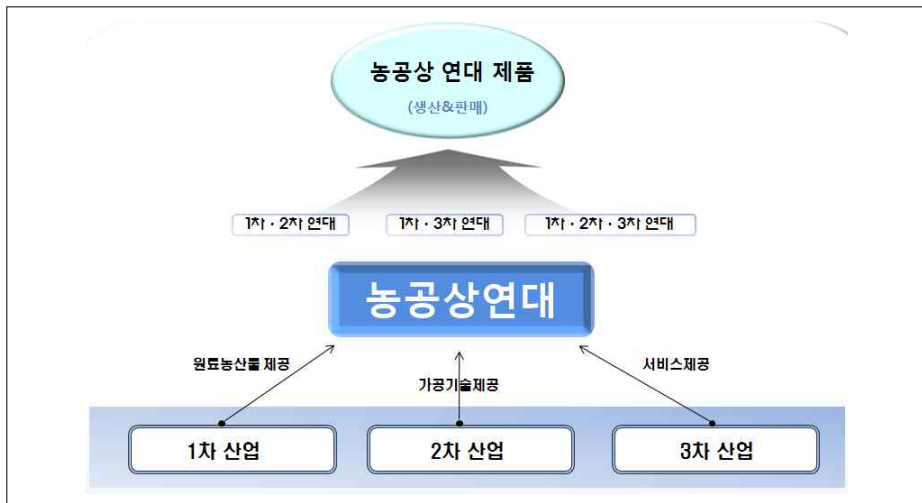 농공상 연대 제품
(생산&판매)
1차·2차 연대
1차·3차 연대
1차·2차·3차 연대
농공상연대
원료농산물 제공
가공기술제공
서비스제공
1차 산업
2차 산업
3차 산업